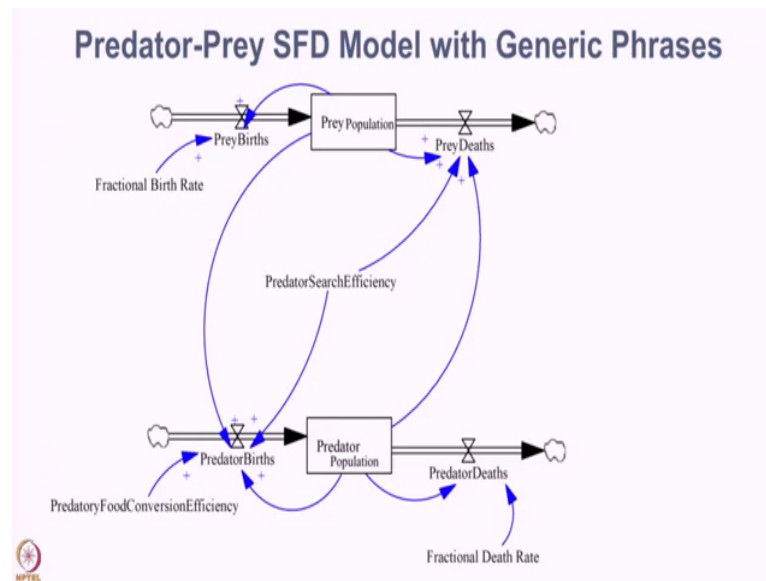 Predator-Prey SFD Model with Generic Phrases
+
Prey Population
PreyBirths
+
+
PreyDeaths
+
+
Fractional Birth Rate
PredatorSearchEfficiency
+ +
Predator
Population
PredatorBirths
PredatorDeaths
+
PredatoryFoodConversionEfficiency
Fractional Death Rate
NPTEL